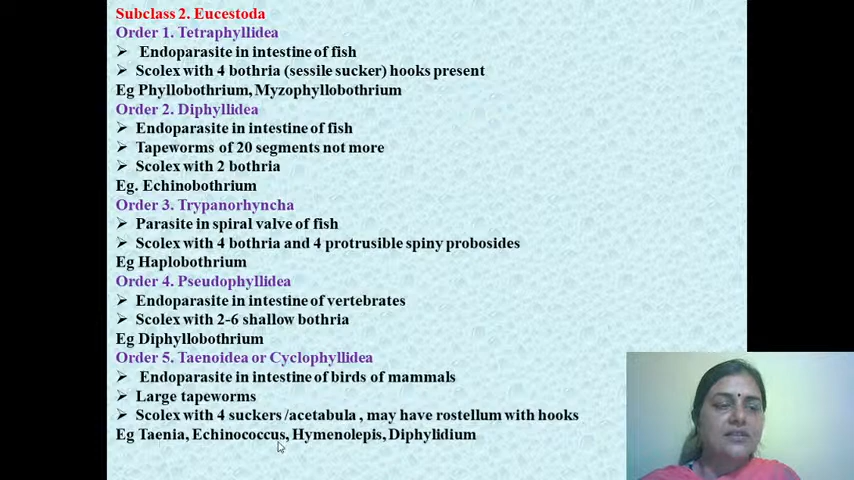 Subclass 2. Eucestoda
Order 1. Tetraphyllidea
➢ Endoparasite in intestine of fish
➢ Scolex with 4 bothria (sessile sucker) hooks present
Eg Phyllobothrium, Myzophyllobothrium
Order 2. Diphyllidea
➢ Endoparasite in intestine of fish
➢ Tapeworms of 20 segments not more
➢ Scolex with 2 bothria
Eg. Echinobothrium
Order 3. Trypanorhyncha
➢ Parasite in spiral valve of fish
➢ Scolex with 4 bothria and 4 protrusible spiny probosides
Eg Haplobothrium
Order 4. Pseudophyllidea
➢ Endoparasite in intestine of vertebrates
➢ Scolex with 2-6 shallow bothria
Eg Diphyllobothrium
Order 5. Taenoidea or Cyclophyllidea
➢ Endoparasite in intestine of birds of mammals
➢ Large tapeworms
➢ Scolex with 4 suckers /acetabula , may have rostellum with hooks
Eg Taenia, Echinococcus, Hymenolepis, Diphylidium